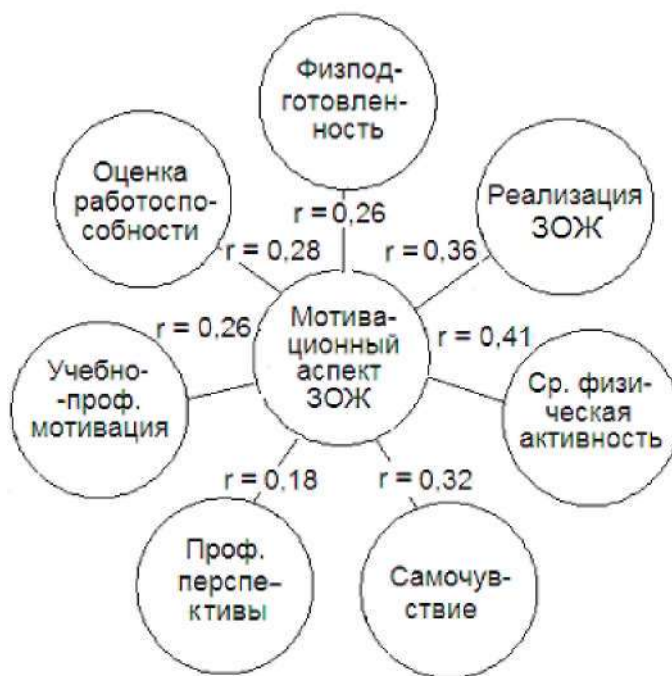 Физпод-
готовлен-
ность
Оценка
работоспо-
собности
Реализация
ЗОЖ
r = 0,26
r = 0,28
r = 0,36
Мотива-
ционный
аспект
ЗОЖ
r = 0,26
r = 0,41
Учебно-
-проф.
мотивация
Ср. физи-
ческая
активность
r = 0,18
r = 0,32
Проф.
перспе-
ктивы
Самочув-
ствие